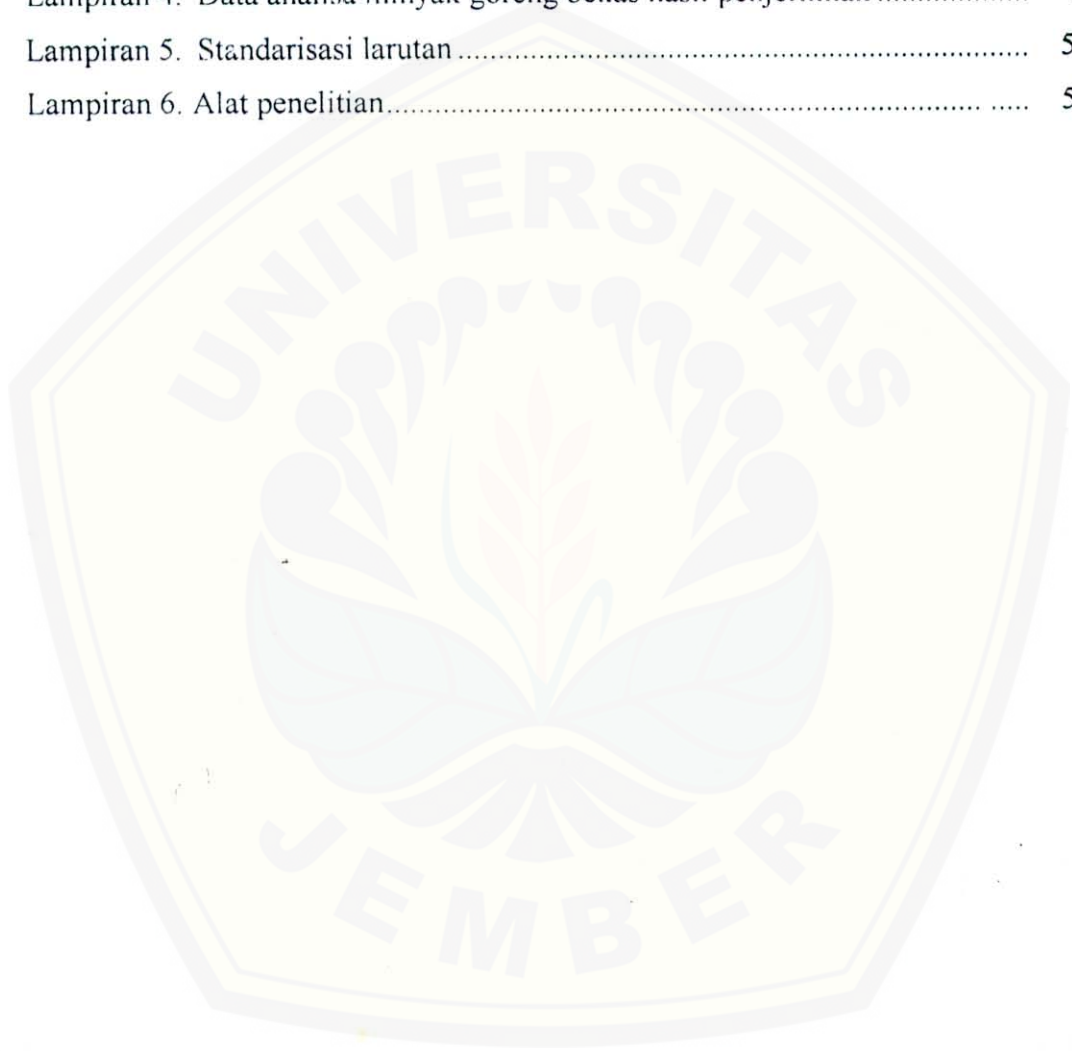 Lampiran 4. Data analisa minyak goreng bekas hasil penjernihan ..................
Lampiran 5. Standarisasi larutan ....................................................................... 5
Lampiran 6. Alat penelitian.......................................................................... ..... 5
UNIVERSITAS
JEMBER